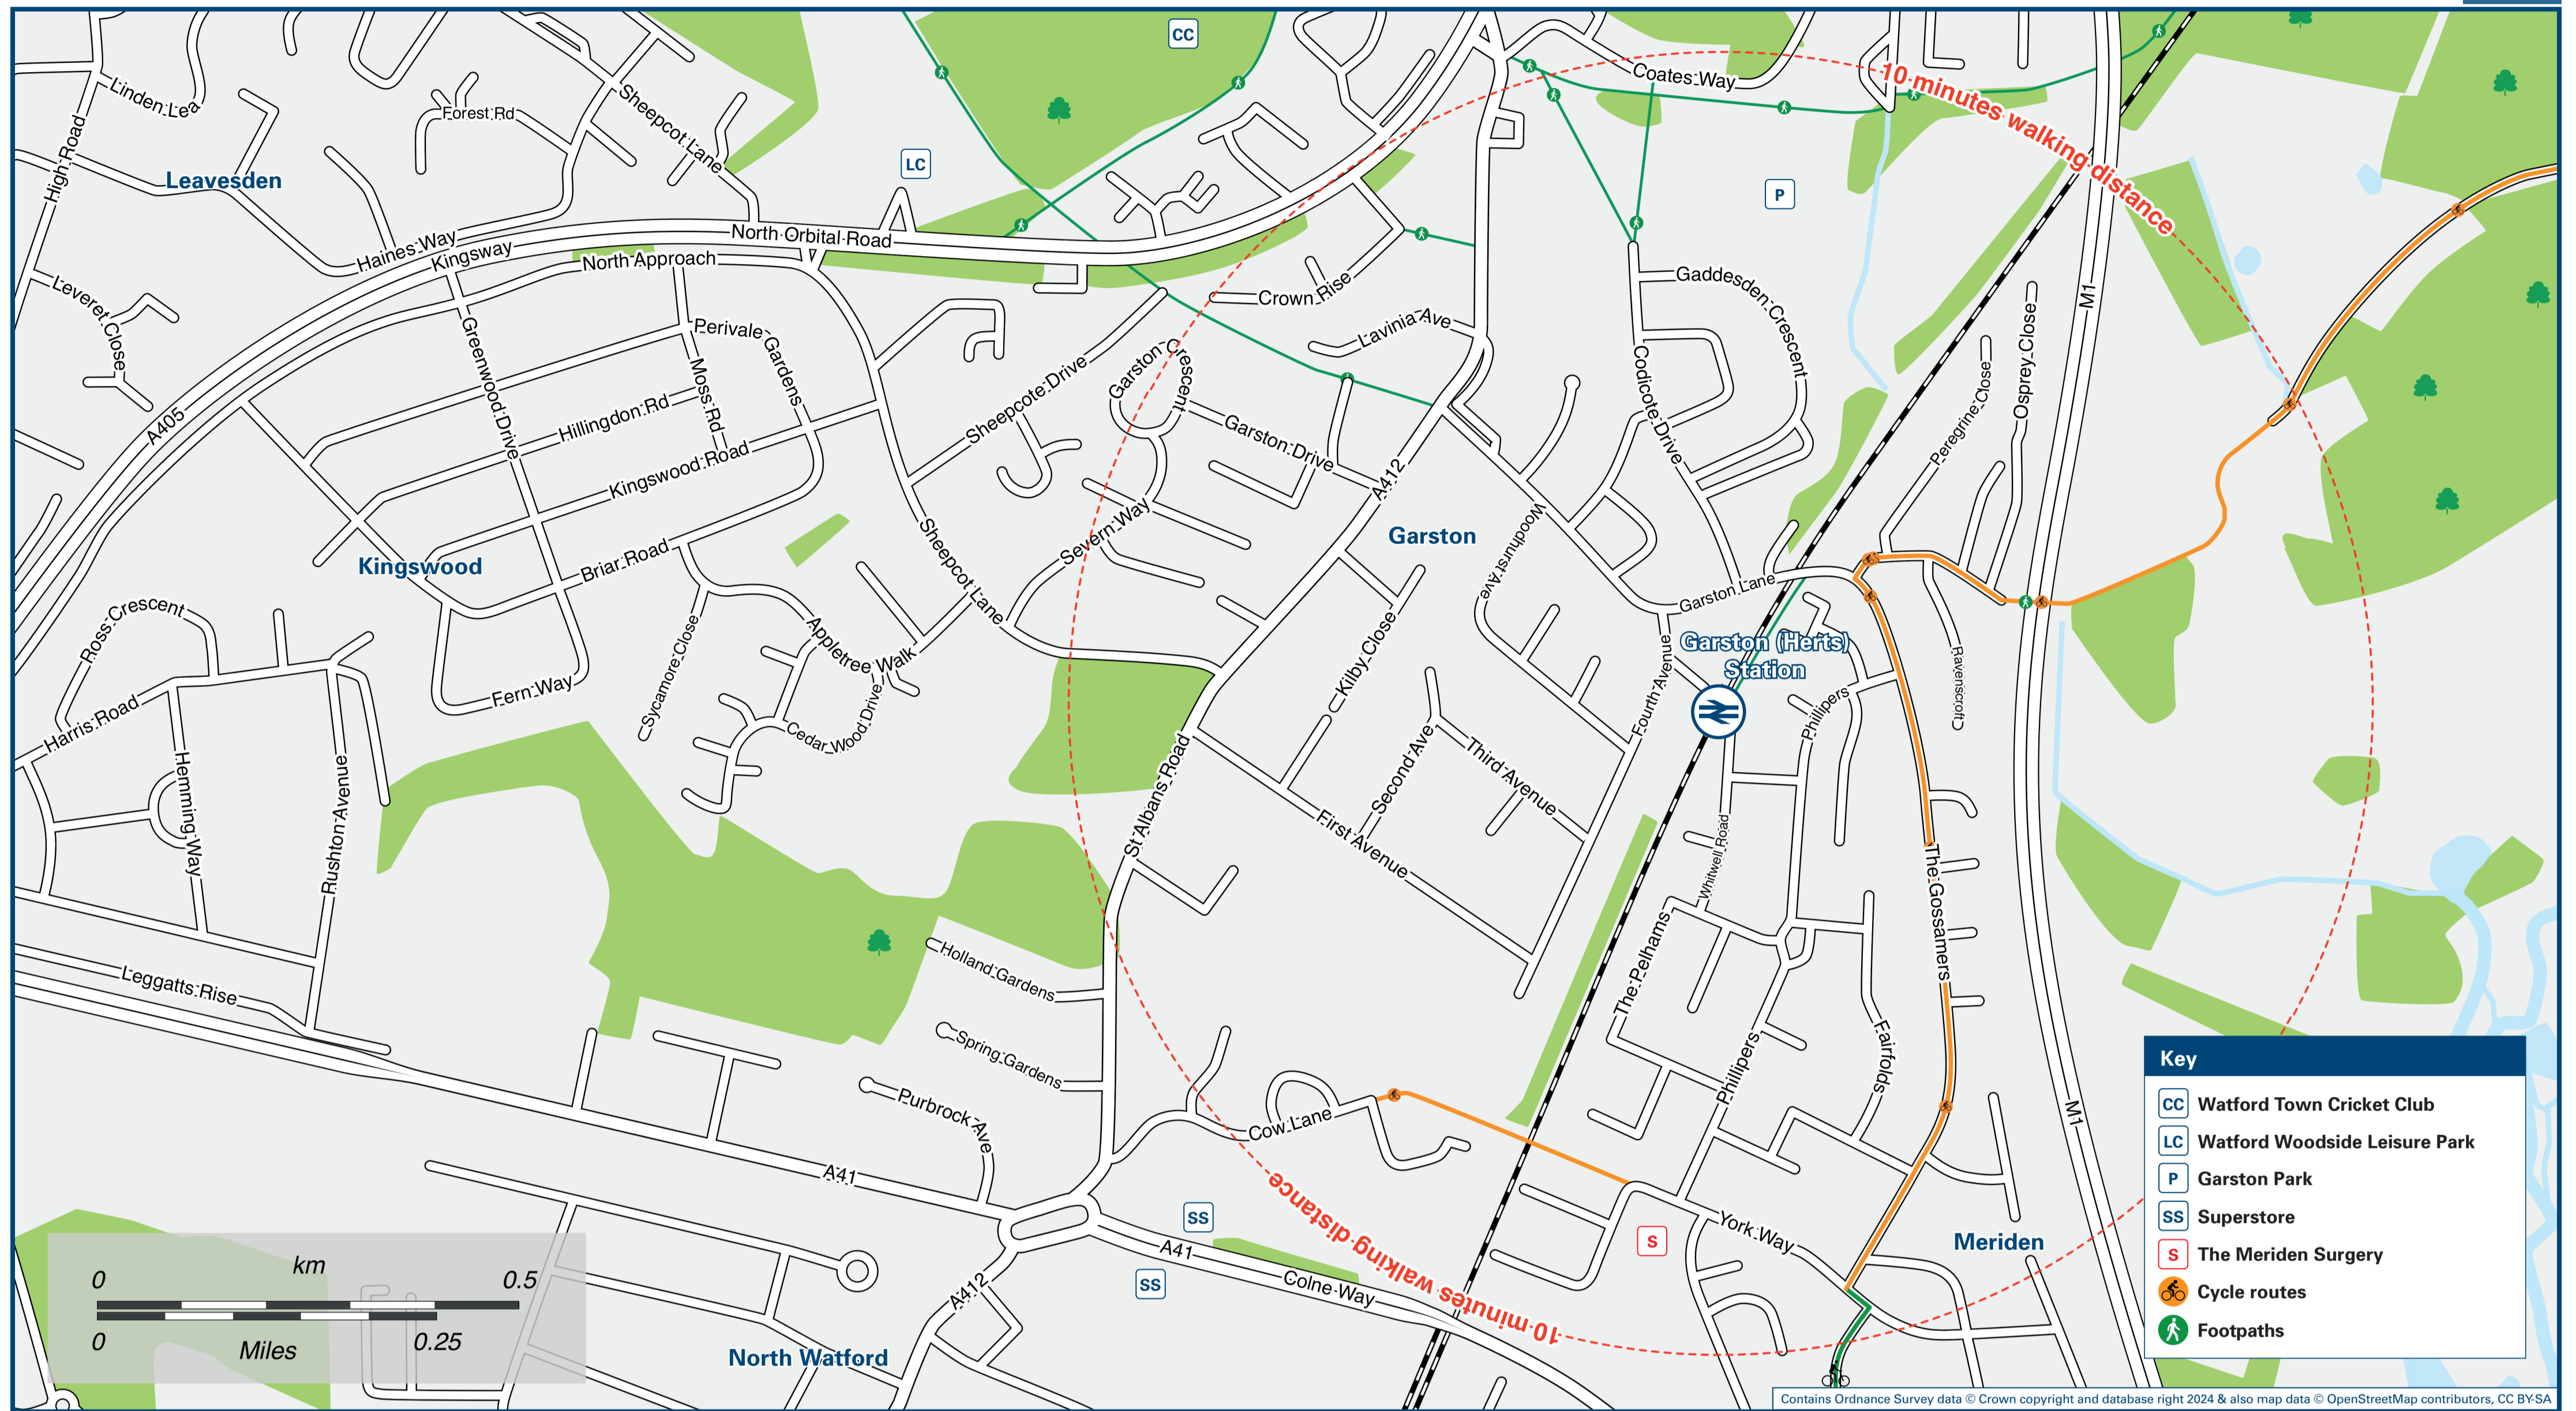 CC
Coates Way
10 minutes walking distance
Linden Lea
Forest Rd
Sheepcot Lane
High Road
LC
Leavesden
P
North Orbital Road
Haines Way
Kingsway
North Approach
Gaddesden Crescent
Leveret Close
Crown Rise
M1
Osprey Close
Perivale Gardens
Lavinia Ave
Greenwood Drive
Moss Rd
Garston Crescent
Codicote Drive
Peregrine Close
A405
Hillingdon Rd
Sheepcote Drive
Garston Drive
Kingswood Road
A412
Severn Way
Woodhurst Ave
Garston
Kingswood
Briar Road
Sheepcot Lane
Garston Lane
Ross Crescent
Appletree Walk
Kilby Close
Garston (Herts)
Station
Ravenscroft
Sycamore Close
Fern Way
Fourth Avenue
Harris Road
Cedar Wood Drive
Phillipers
Hemming Way
Rushton Avenue
St Albans Road
Second Ave
Third Avenue
First Avenue
Whitwell Road
The Gossamers
Holland Gardens
The Pelhams
Leggatts Rise
Spring Gardens
Phillipers
Fairfolds
Purbrock Ave
Cow Lane
M1
A41
10 minutes walking distance
SS
A41
SS
Colne Way
York Way
S
Meriden
A412
North Watford
km
0 0.5
0 0.25
Miles
Key
CC Watford Town Cricket Club
LC Watford Woodside Leisure Park
P Garston Park
SS Superstore
S The Meriden Surgery
Cycle routes
Footpaths
Contains Ordnance Survey data © Crown copyright and database right 2024 & also map data © OpenStreetMap contributors, CC BY-SA